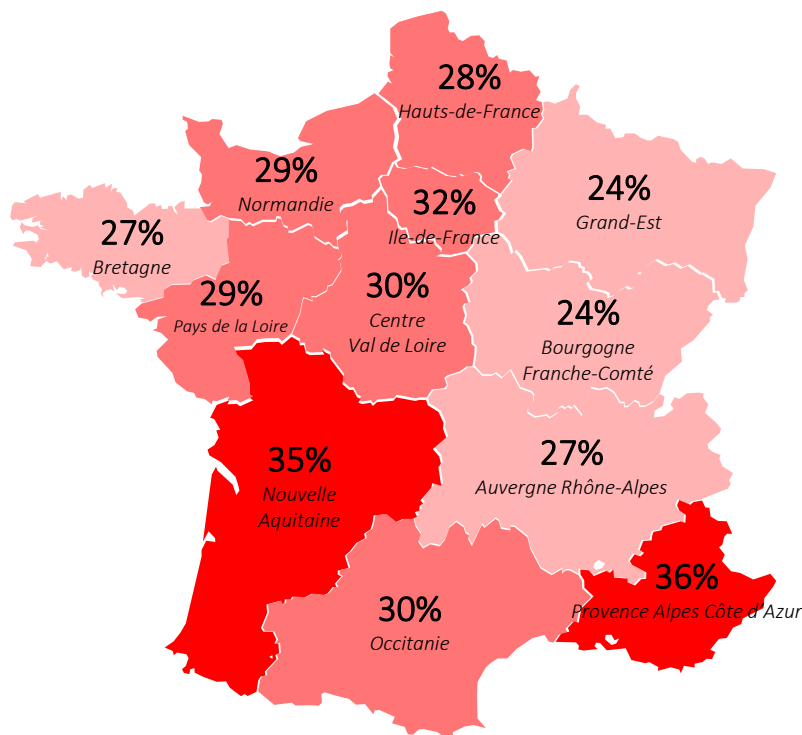 28%
Hauts-de-France
29%
Normandie
32%
Ile-de-France
24%
Grand-Est
27%
Bretagne
29%
Pays de la Loire
30%
Centre
Val de Loire
24%
Bourgogne
Franche-Comté
35%
Nouvelle
Aquitaine
27%
Auvergne Rhône-Alpes
36%
Provence Alpes Côte d'Azur
30%
Occitanie